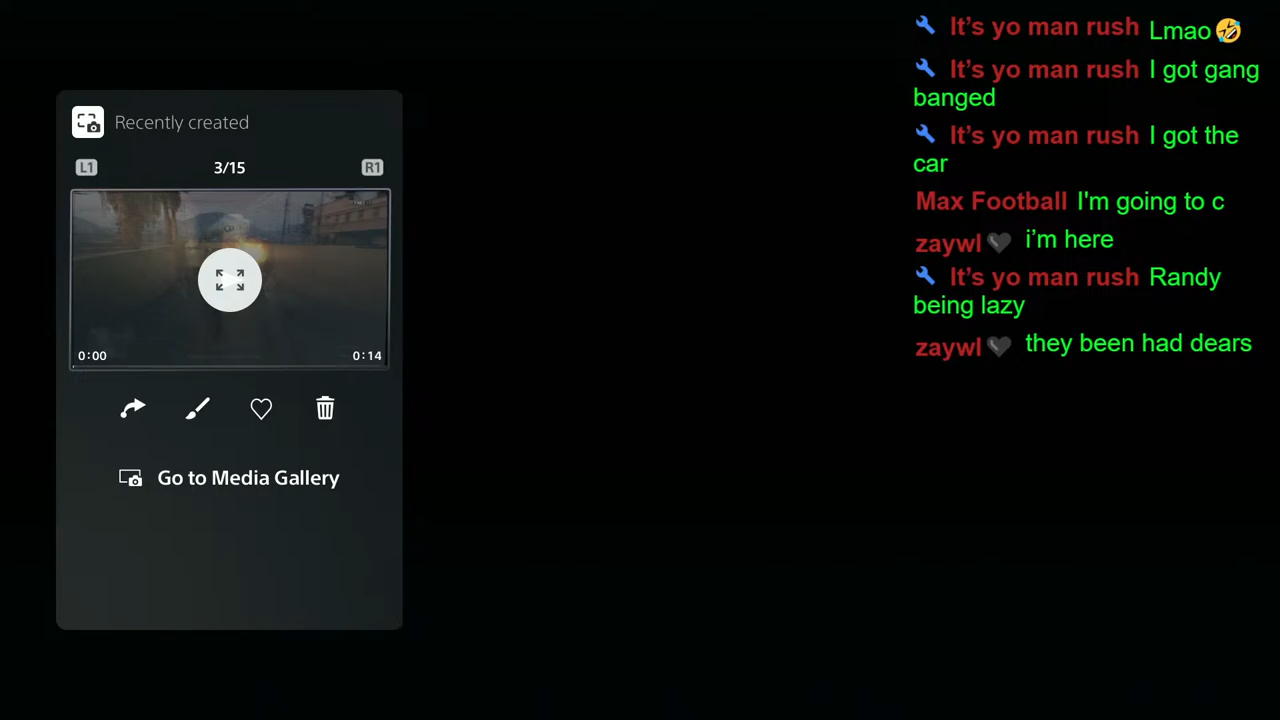 Recently created
L1 3/15 R1
0:00 0:14
Go to Media Gallery
It's yo man rush Lmao🤣
It's yo man rush I got gang
banged
It's yo man rush I got the
car
Max Football I'm going to c
zaywl🖤 i'm here
It's yo man rush Randy
being lazy
zaywl🖤 they been had dears